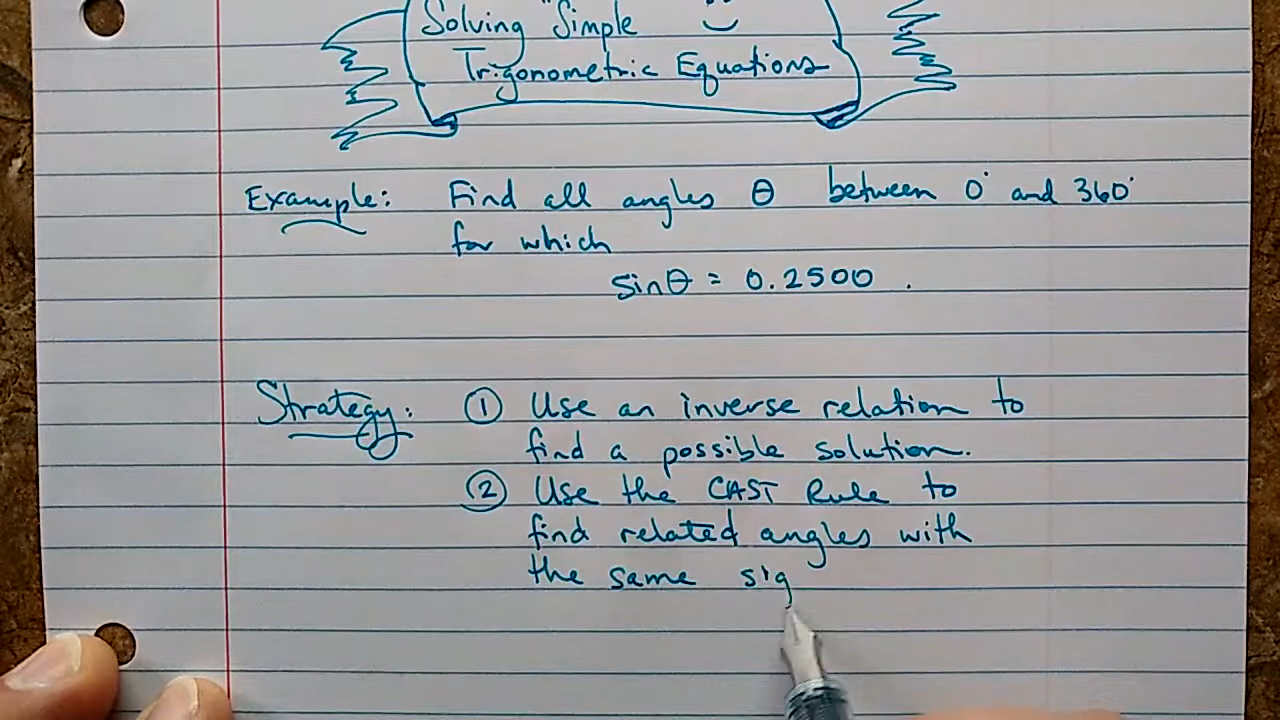 Solving "Simple
Trigonometric Equations
Example: Find all angles θ between 0° and 360°
for which
sinθ = 0.2500 .
Strategy: ① Use an inverse relation to
find a possible solution.
② Use the CAST Rule to
find related angles with
the same sig